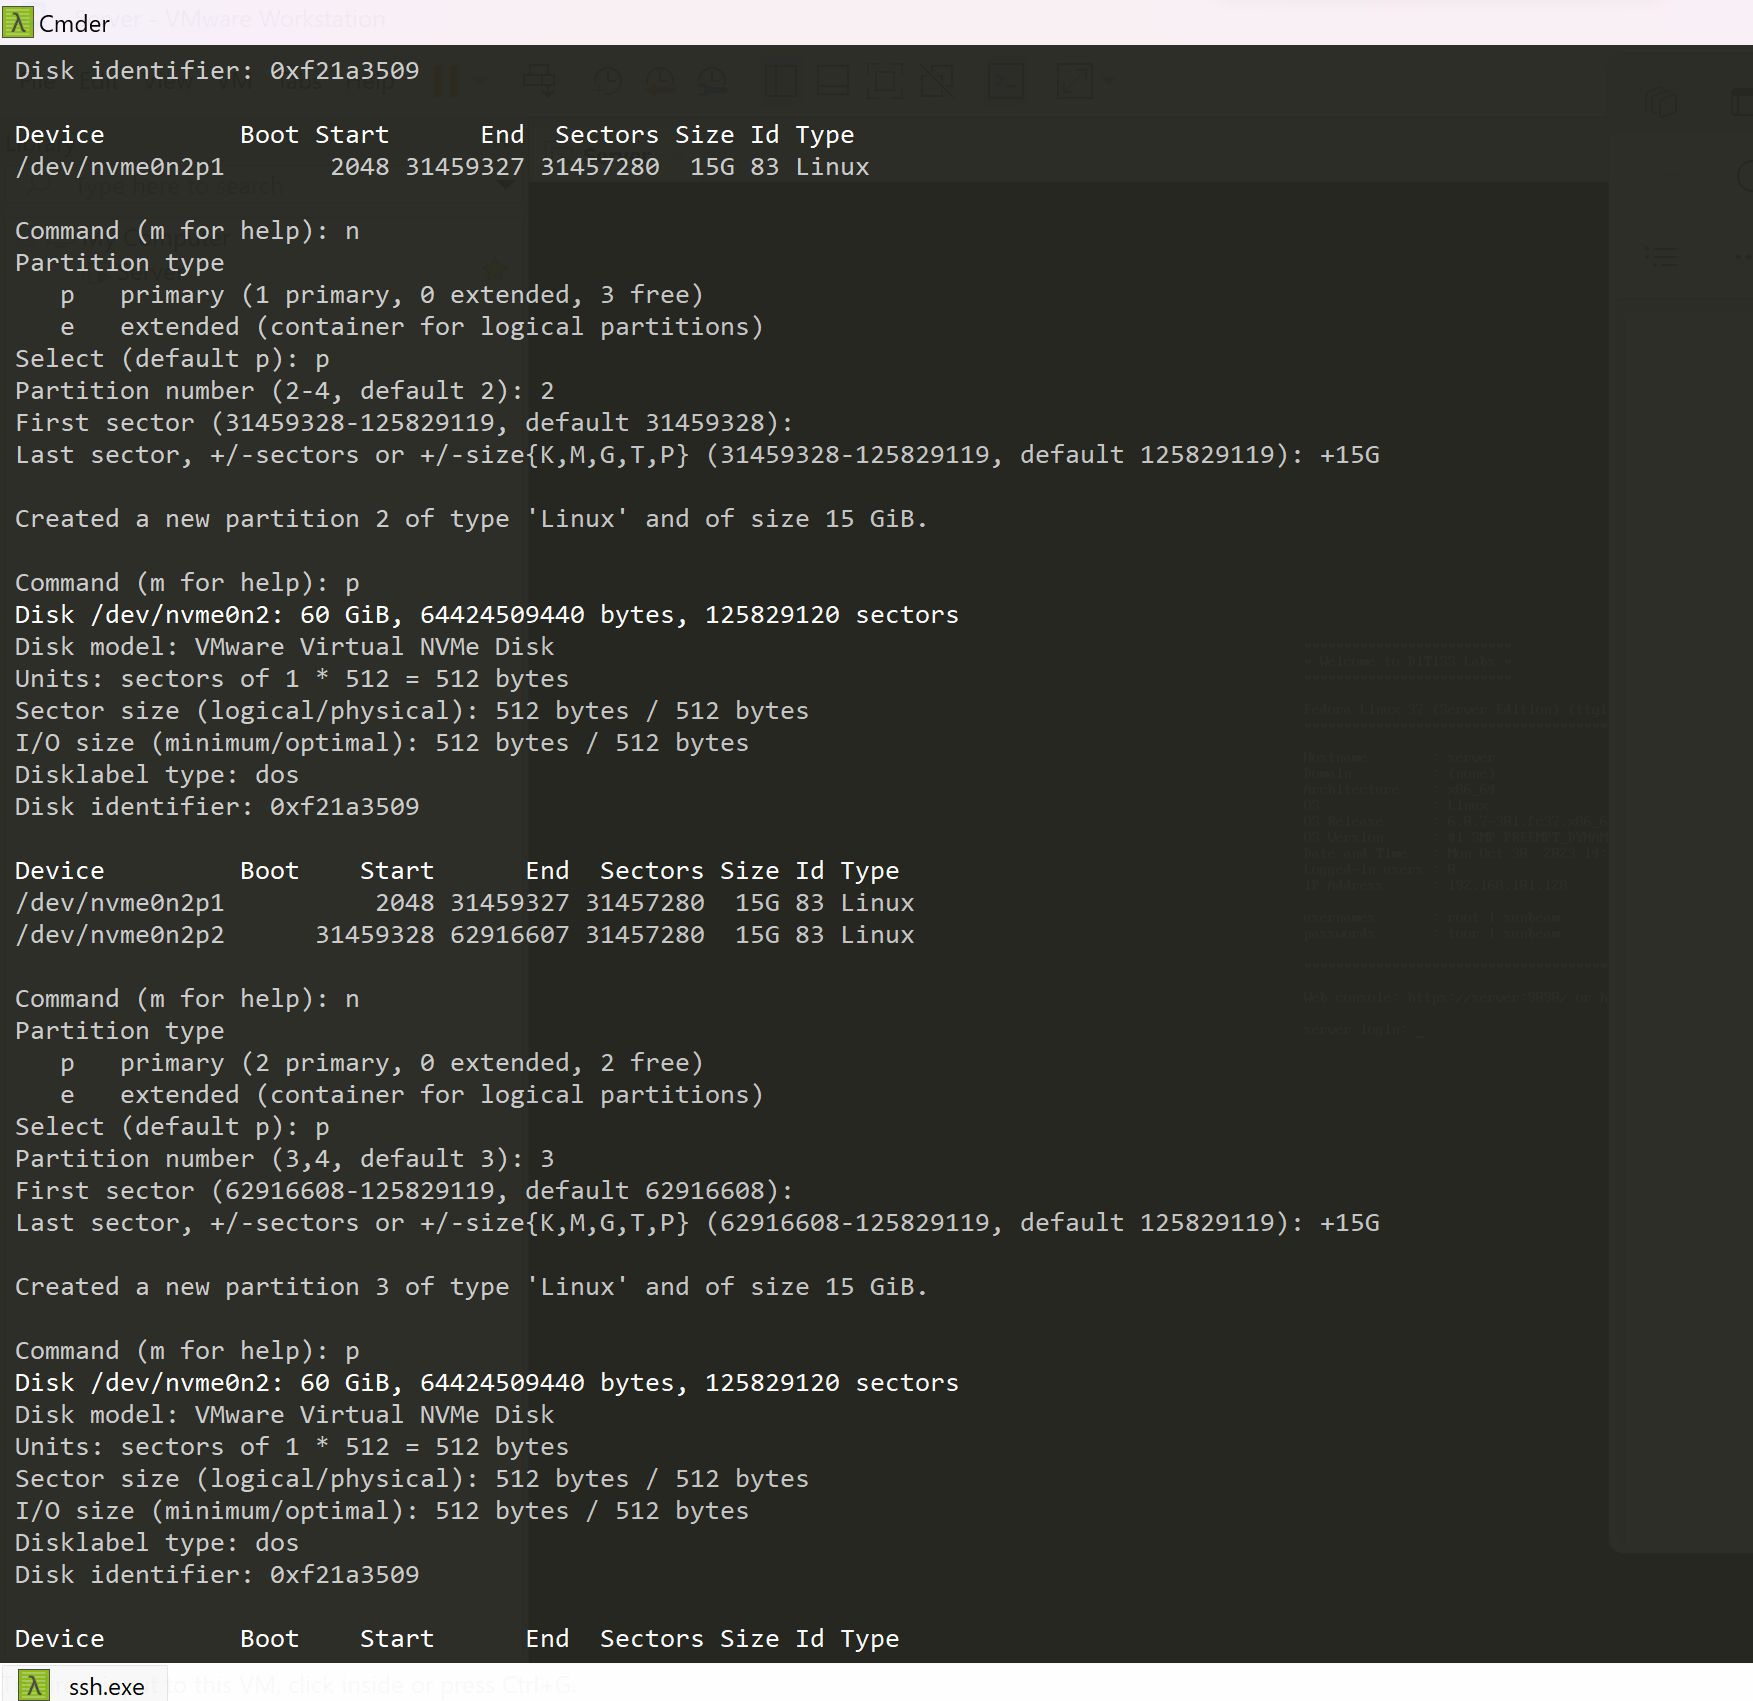 Cmder
Disk identifier: 0xf21a3509
Device         Boot Start      End  Sectors Size Id Type
/dev/nvme0n2p1       2048 31459327 31457280  15G 83 Linux
Command (m for help): n
Partition type
   p   primary (1 primary, 0 extended, 3 free)
   e   extended (container for logical partitions)
Select (default p): p
Partition number (2-4, default 2): 2
First sector (31459328-125829119, default 31459328):
Last sector, +/-sectors or +/-size{K,M,G,T,P} (31459328-125829119, default 125829119): +15G
Created a new partition 2 of type 'Linux' and of size 15 GiB.
Command (m for help): p
Disk /dev/nvme0n2: 60 GiB, 64424509440 bytes, 125829120 sectors
Disk model: VMware Virtual NVMe Disk
Units: sectors of 1 * 512 = 512 bytes
Sector size (logical/physical): 512 bytes / 512 bytes
I/O size (minimum/optimal): 512 bytes / 512 bytes
Disklabel type: dos
Disk identifier: 0xf21a3509
Device         Boot    Start      End  Sectors Size Id Type
/dev/nvme0n2p1          2048 31459327 31457280  15G 83 Linux
/dev/nvme0n2p2      31459328 62916607 31457280  15G 83 Linux
Command (m for help): n
Partition type
   p   primary (2 primary, 0 extended, 2 free)
   e   extended (container for logical partitions)
Select (default p): p
Partition number (3,4, default 3): 3
First sector (62916608-125829119, default 62916608):
Last sector, +/-sectors or +/-size{K,M,G,T,P} (62916608-125829119, default 125829119): +15G
Created a new partition 3 of type 'Linux' and of size 15 GiB.
Command (m for help): p
Disk /dev/nvme0n2: 60 GiB, 64424509440 bytes, 125829120 sectors
Disk model: VMware Virtual NVMe Disk
Units: sectors of 1 * 512 = 512 bytes
Sector size (logical/physical): 512 bytes / 512 bytes
I/O size (minimum/optimal): 512 bytes / 512 bytes
Disklabel type: dos
Disk identifier: 0xf21a3509
Device         Boot    Start      End  Sectors Size Id Type
ssh.exe